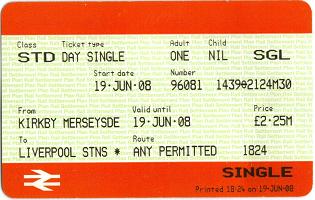 Class Ticket type Adult Child
STD DAY SINGLE ONE NIL SGL
Start date Number
19·JUN·08 96081 1439Φ2124M30
From Valid until Price
KIRKBY MERSEYSDE 19·JUN·08 £2·25M
To Route
LIVERPOOL STNS * ANY PERMITTED 1824
SINGLE
Printed 18:24 on 19-JUN-08